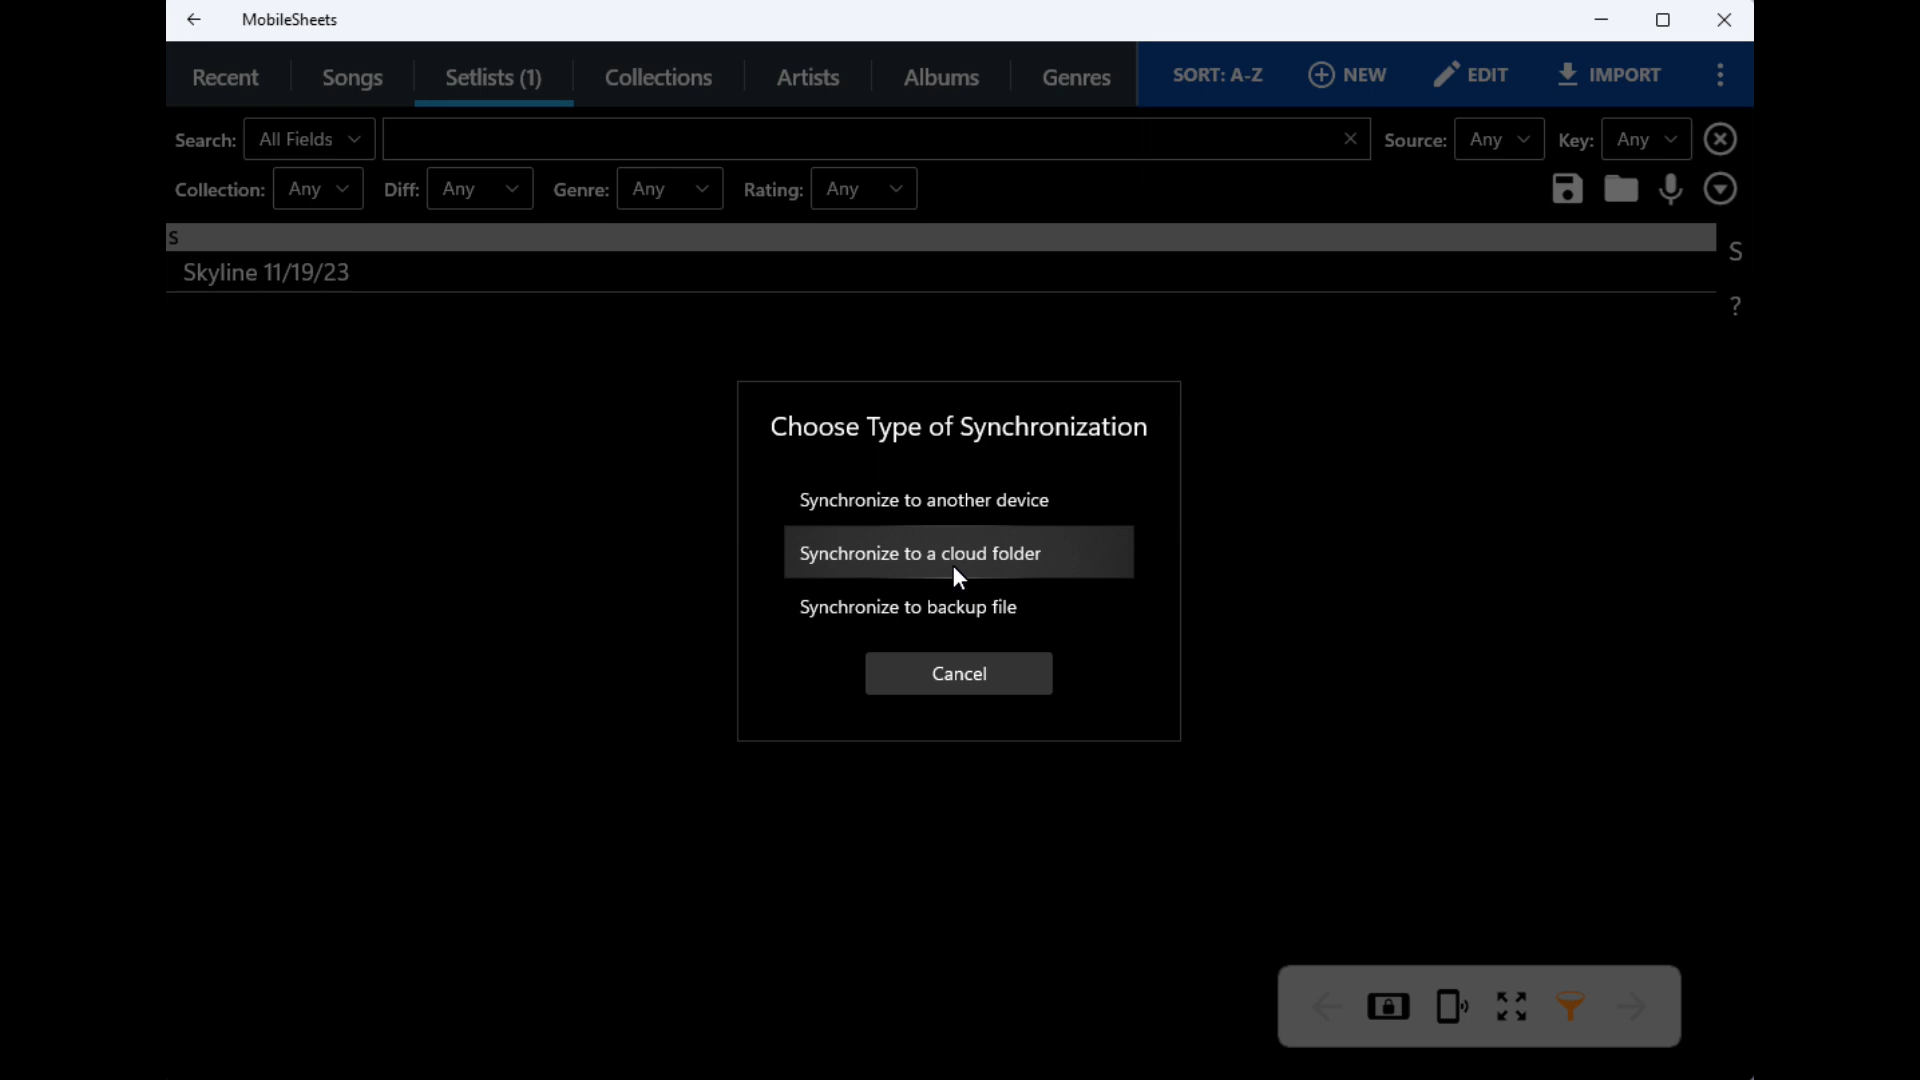 MobileSheets
Recent Songs Setlists (1) Collections Artists Albums Genres SORT: A-Z NEW EDIT IMPORT
Search: All Fields Source: Any Key: Any
Collection: Any Diff: Any Genre: Any Rating: Any
S
S
Skyline 11/19/23
?
Choose Type of Synchronization
Synchronize to another device
Synchronize to a cloud folder
Synchronize to backup file
Cancel